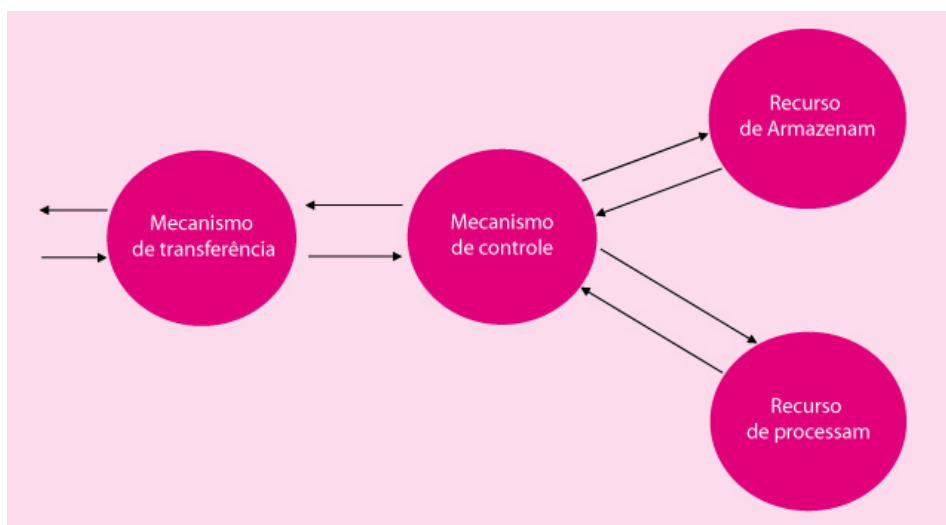 Mecanismo
de transferência
Mecanismo
de controle
Recurso
de Armazenam
Recurso
de processam